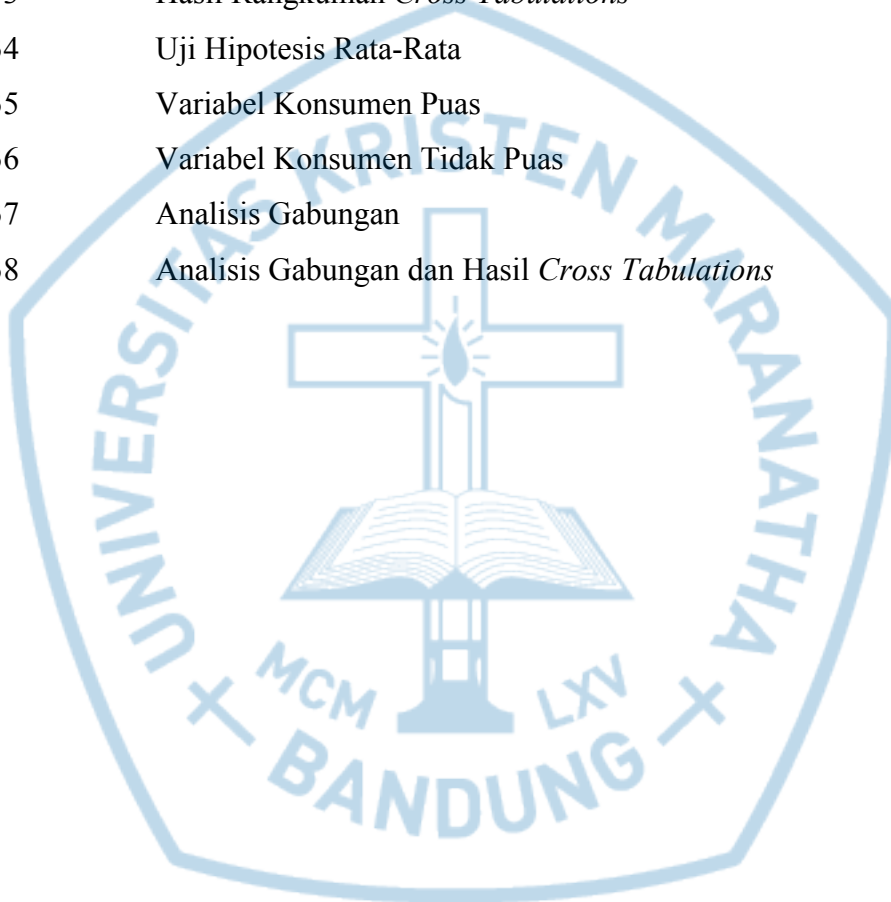 Hasil Rangkuman Cross Tabulations
4 Uji Hipotesis Rata-Rata
5 Variabel Konsumen Puas
6 Variabel Konsumen Tidak Puas
7 Analisis Gabungan
8 Analisis Gabungan dan Hasil Cross Tabulations
UNIVERSITAS KRISTEN MARANATHA
MCM LXV
BANDUNG